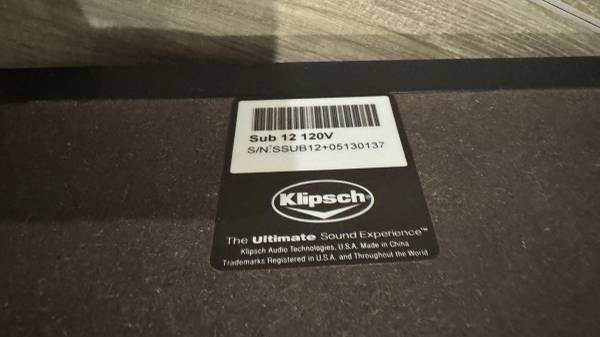 Sub 12 120V
S/N:SSUB12+05130137
Klipsch
The Ultimate Sound Experience™
Klipsch Audio Technologies, U.S.A. Made in China
Trademarks Registered in U.S.A. and Throughout the World